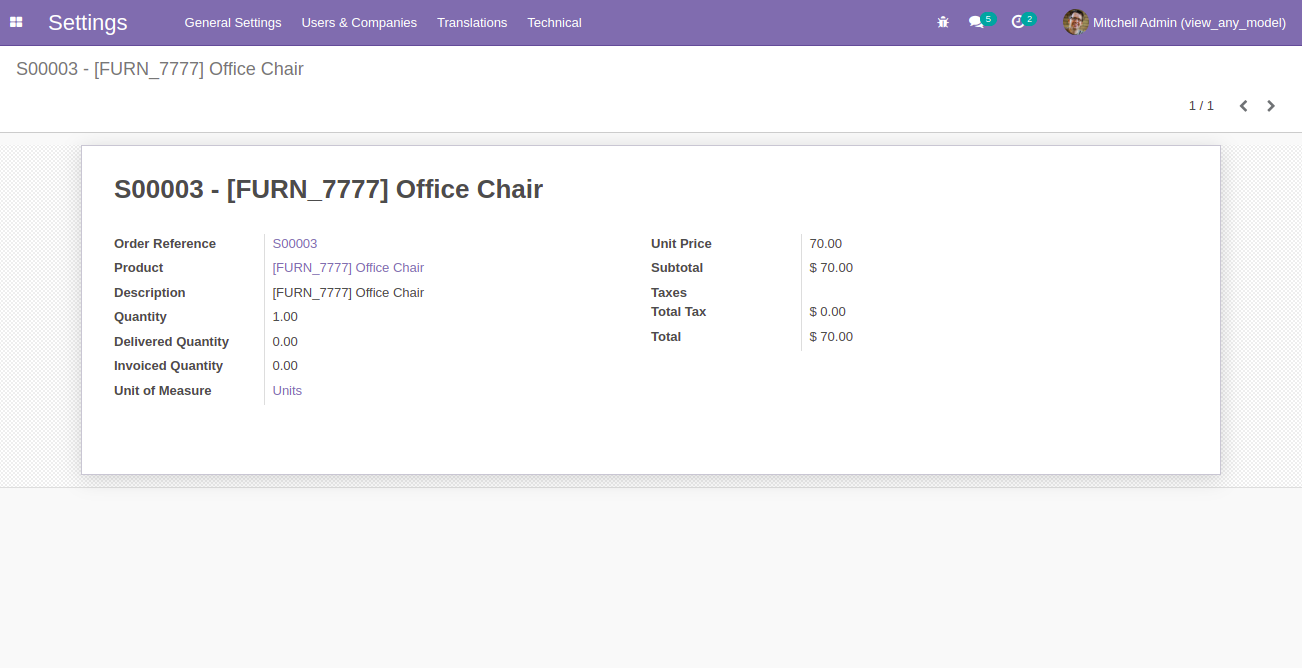 Settings General Settings Users & Companies Translations Technical 5 2 Mitchell Admin (view_any_model)
S00003 - [FURN_7777] Office Chair
1 / 1
S00003 - [FURN_7777] Office Chair
Order Reference S00003
Product [FURN_7777] Office Chair
Description [FURN_7777] Office Chair
Quantity 1.00
Delivered Quantity 0.00
Invoiced Quantity 0.00
Unit of Measure Units
Unit Price 70.00
Subtotal $ 70.00
Taxes
Total Tax $ 0.00
Total $ 70.00